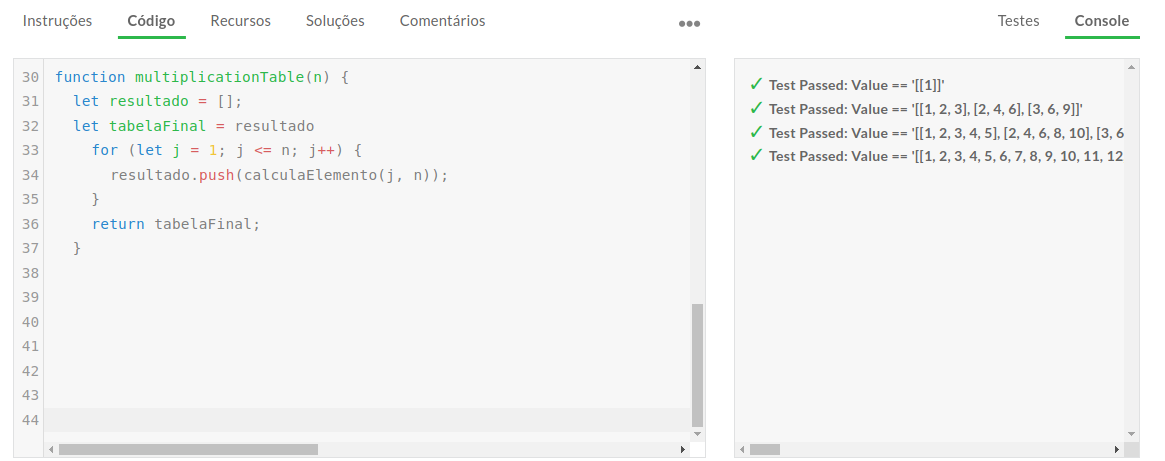 Instruções Código Recursos Soluções Comentários ••• Testes Console
30 function multiplicationTable(n) {
31 let resultado = [];
32 let tabelaFinal = resultado
33 for (let j = 1; j <= n; j++) {
34 resultado.push(calculaElemento(j, n));
35 }
36 return tabelaFinal;
37 }
38
39
40
41
42
43
44
✓ Test Passed: Value == '[[1]]'
✓ Test Passed: Value == '[[1, 2, 3], [2, 4, 6], [3, 6, 9]]'
✓ Test Passed: Value == '[[1, 2, 3, 4, 5], [2, 4, 6, 8, 10], [3, 6
✓ Test Passed: Value == '[[1, 2, 3, 4, 5, 6, 7, 8, 9, 10, 11, 12